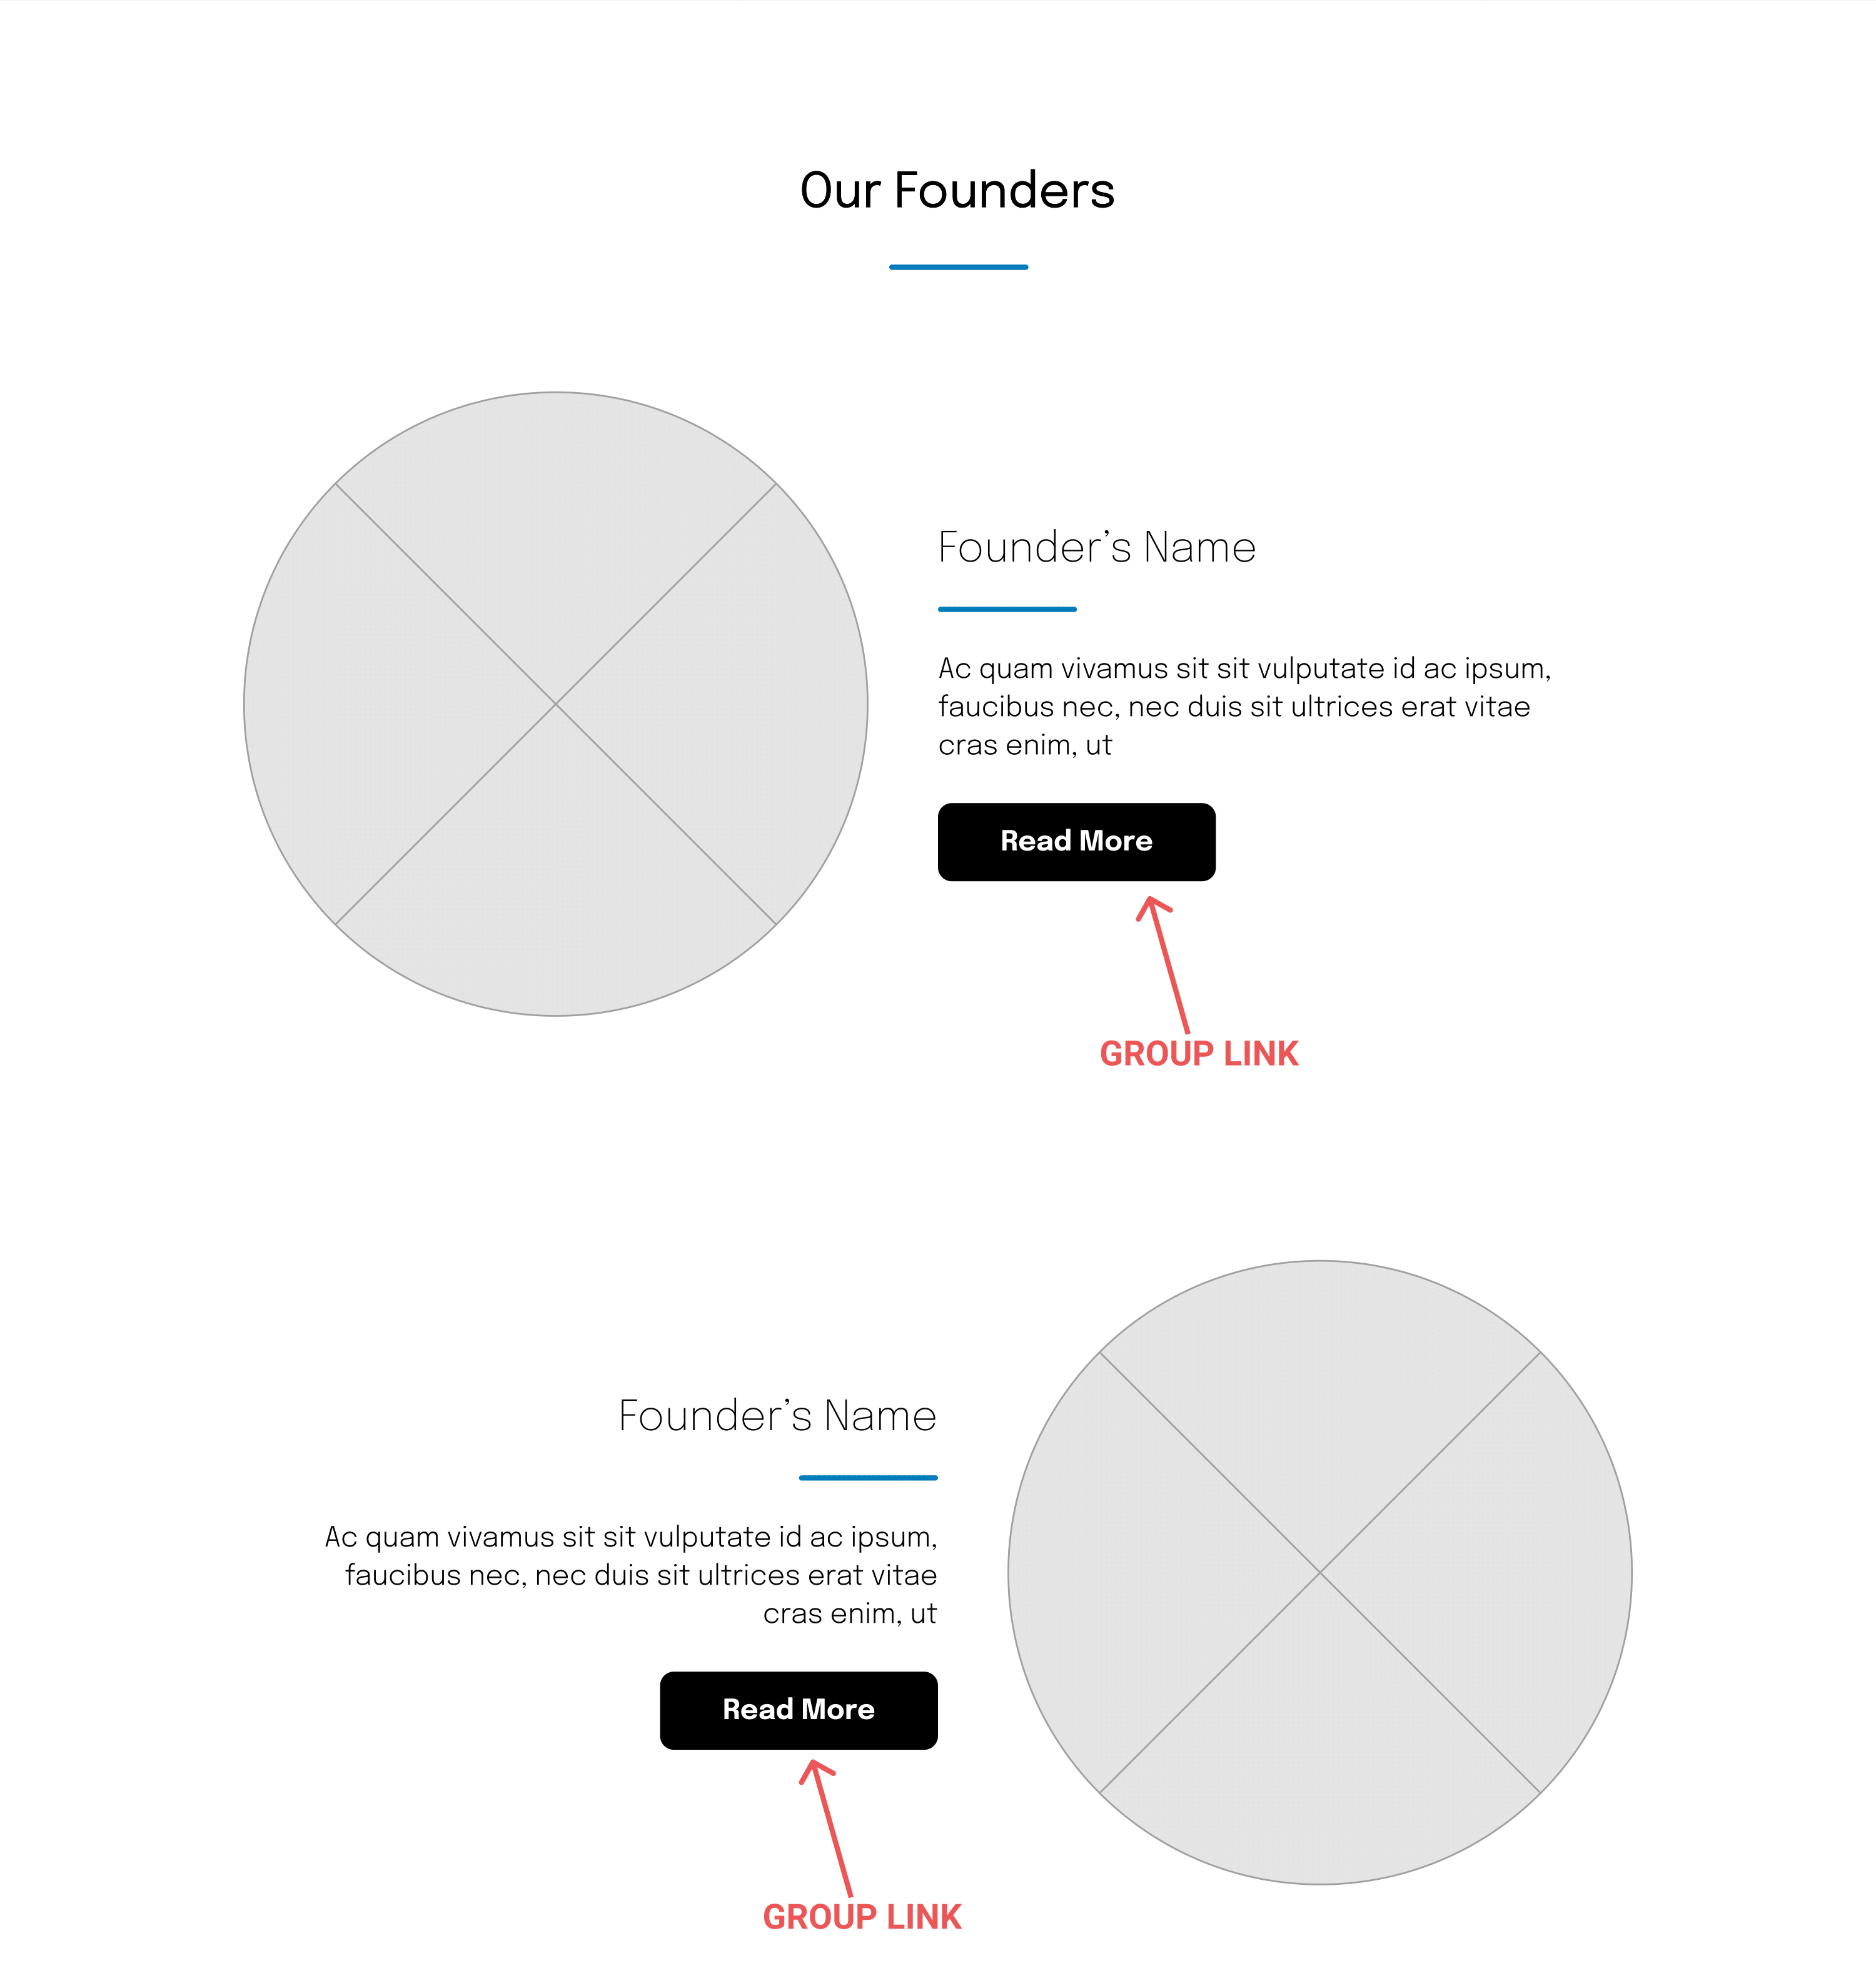 Our Founders
Founder’s Name
Ac quam vivamus sit sit vulputate id ac ipsum,
faucibus nec, nec duis sit ultrices erat vitae
cras enim, ut
Read More
GROUP LINK
Founder’s Name
Ac quam vivamus sit sit vulputate id ac ipsum,
faucibus nec, nec duis sit ultrices erat vitae
cras enim, ut
Read More
GROUP LINK